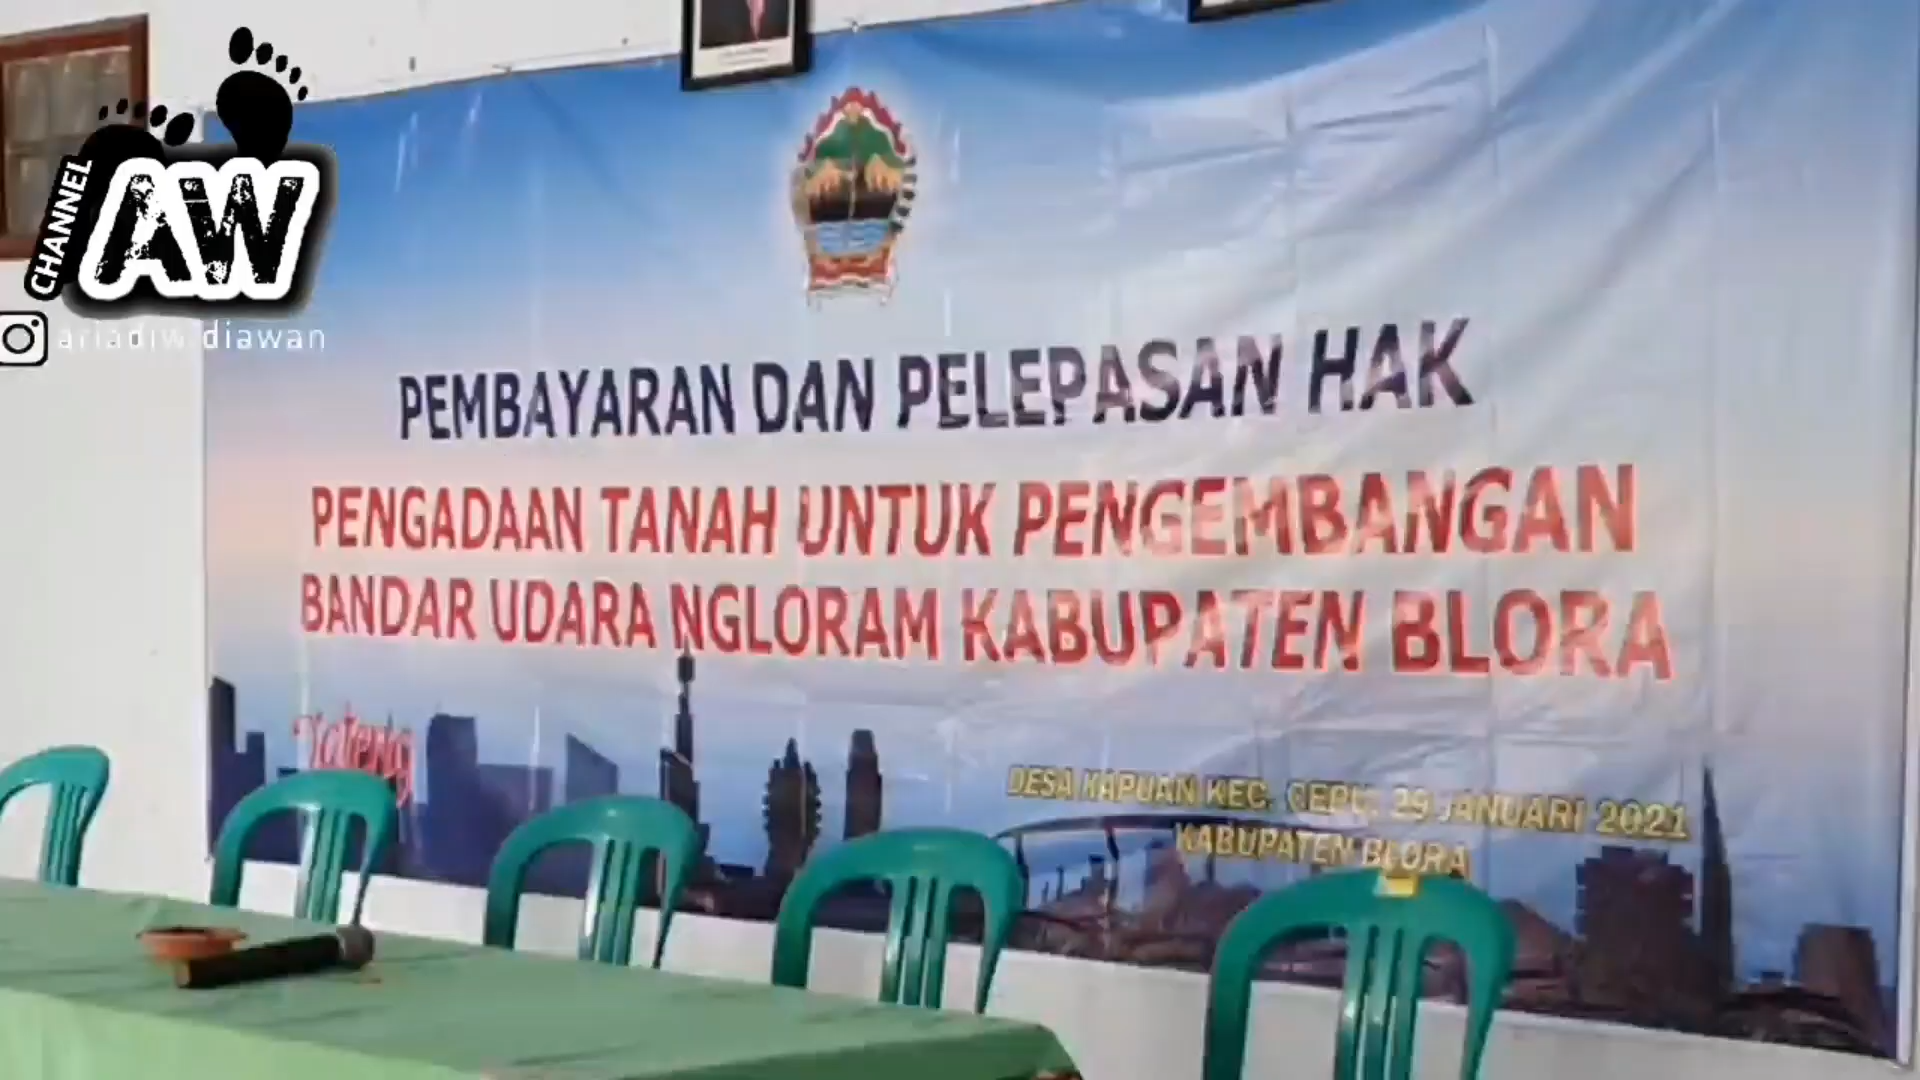 CHANNEL
AW
ariadiwidiawan
PEMBAYARAN DAN PELEPASAN HAK
PENGADAAN TANAH UNTUK PENGEMBANGAN
BANDAR UDARA NGLORAM KABUPATEN BLORA
DESA KAPUAN KEC. CEPU, 29 JANUARI 2021
KABUPATEN BLORA